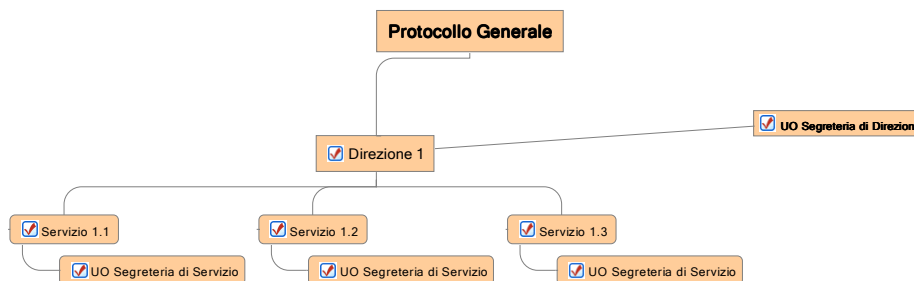 Protocollo Generale
UO Segreteria di Direzion
Direzione 1
Servizio 1.1
Servizio 1.2
Servizio 1.3
UO Segreteria di Servizio
UO Segreteria di Servizio
UO Segreteria di Servizio